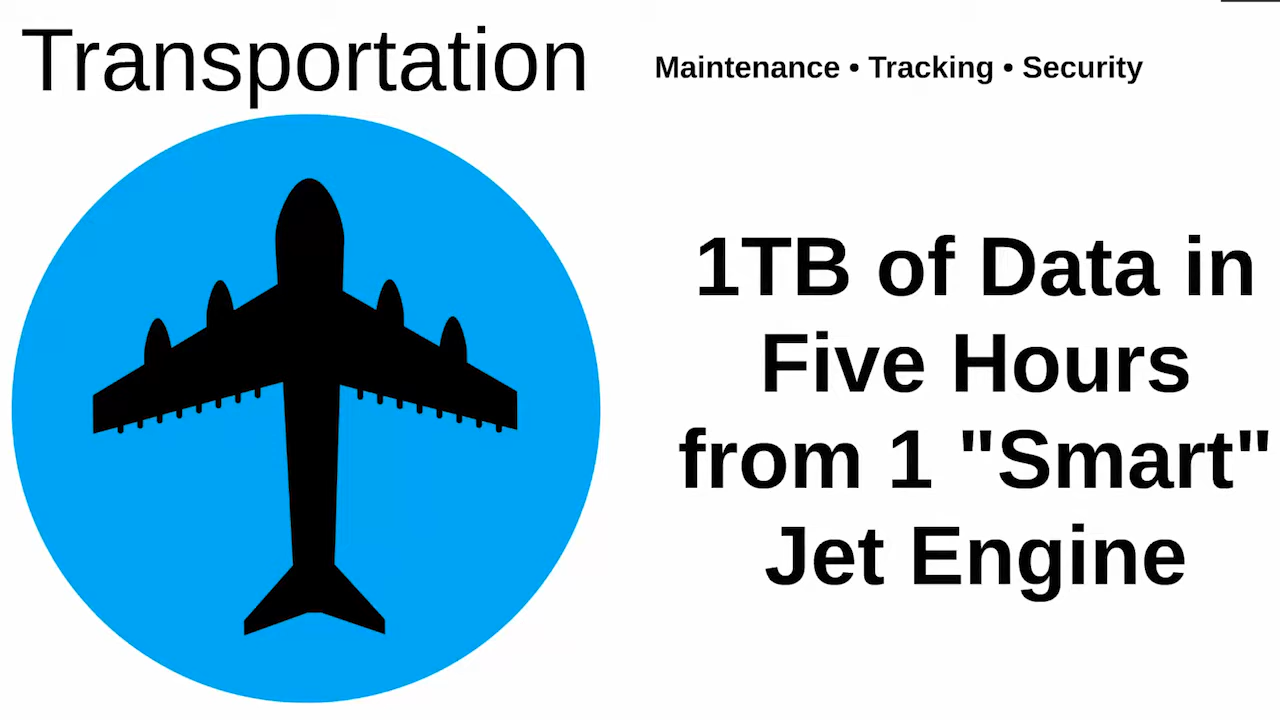 Transportation
Maintenance • Tracking • Security
1TB of Data in
Five Hours
from 1 "Smart"
Jet Engine